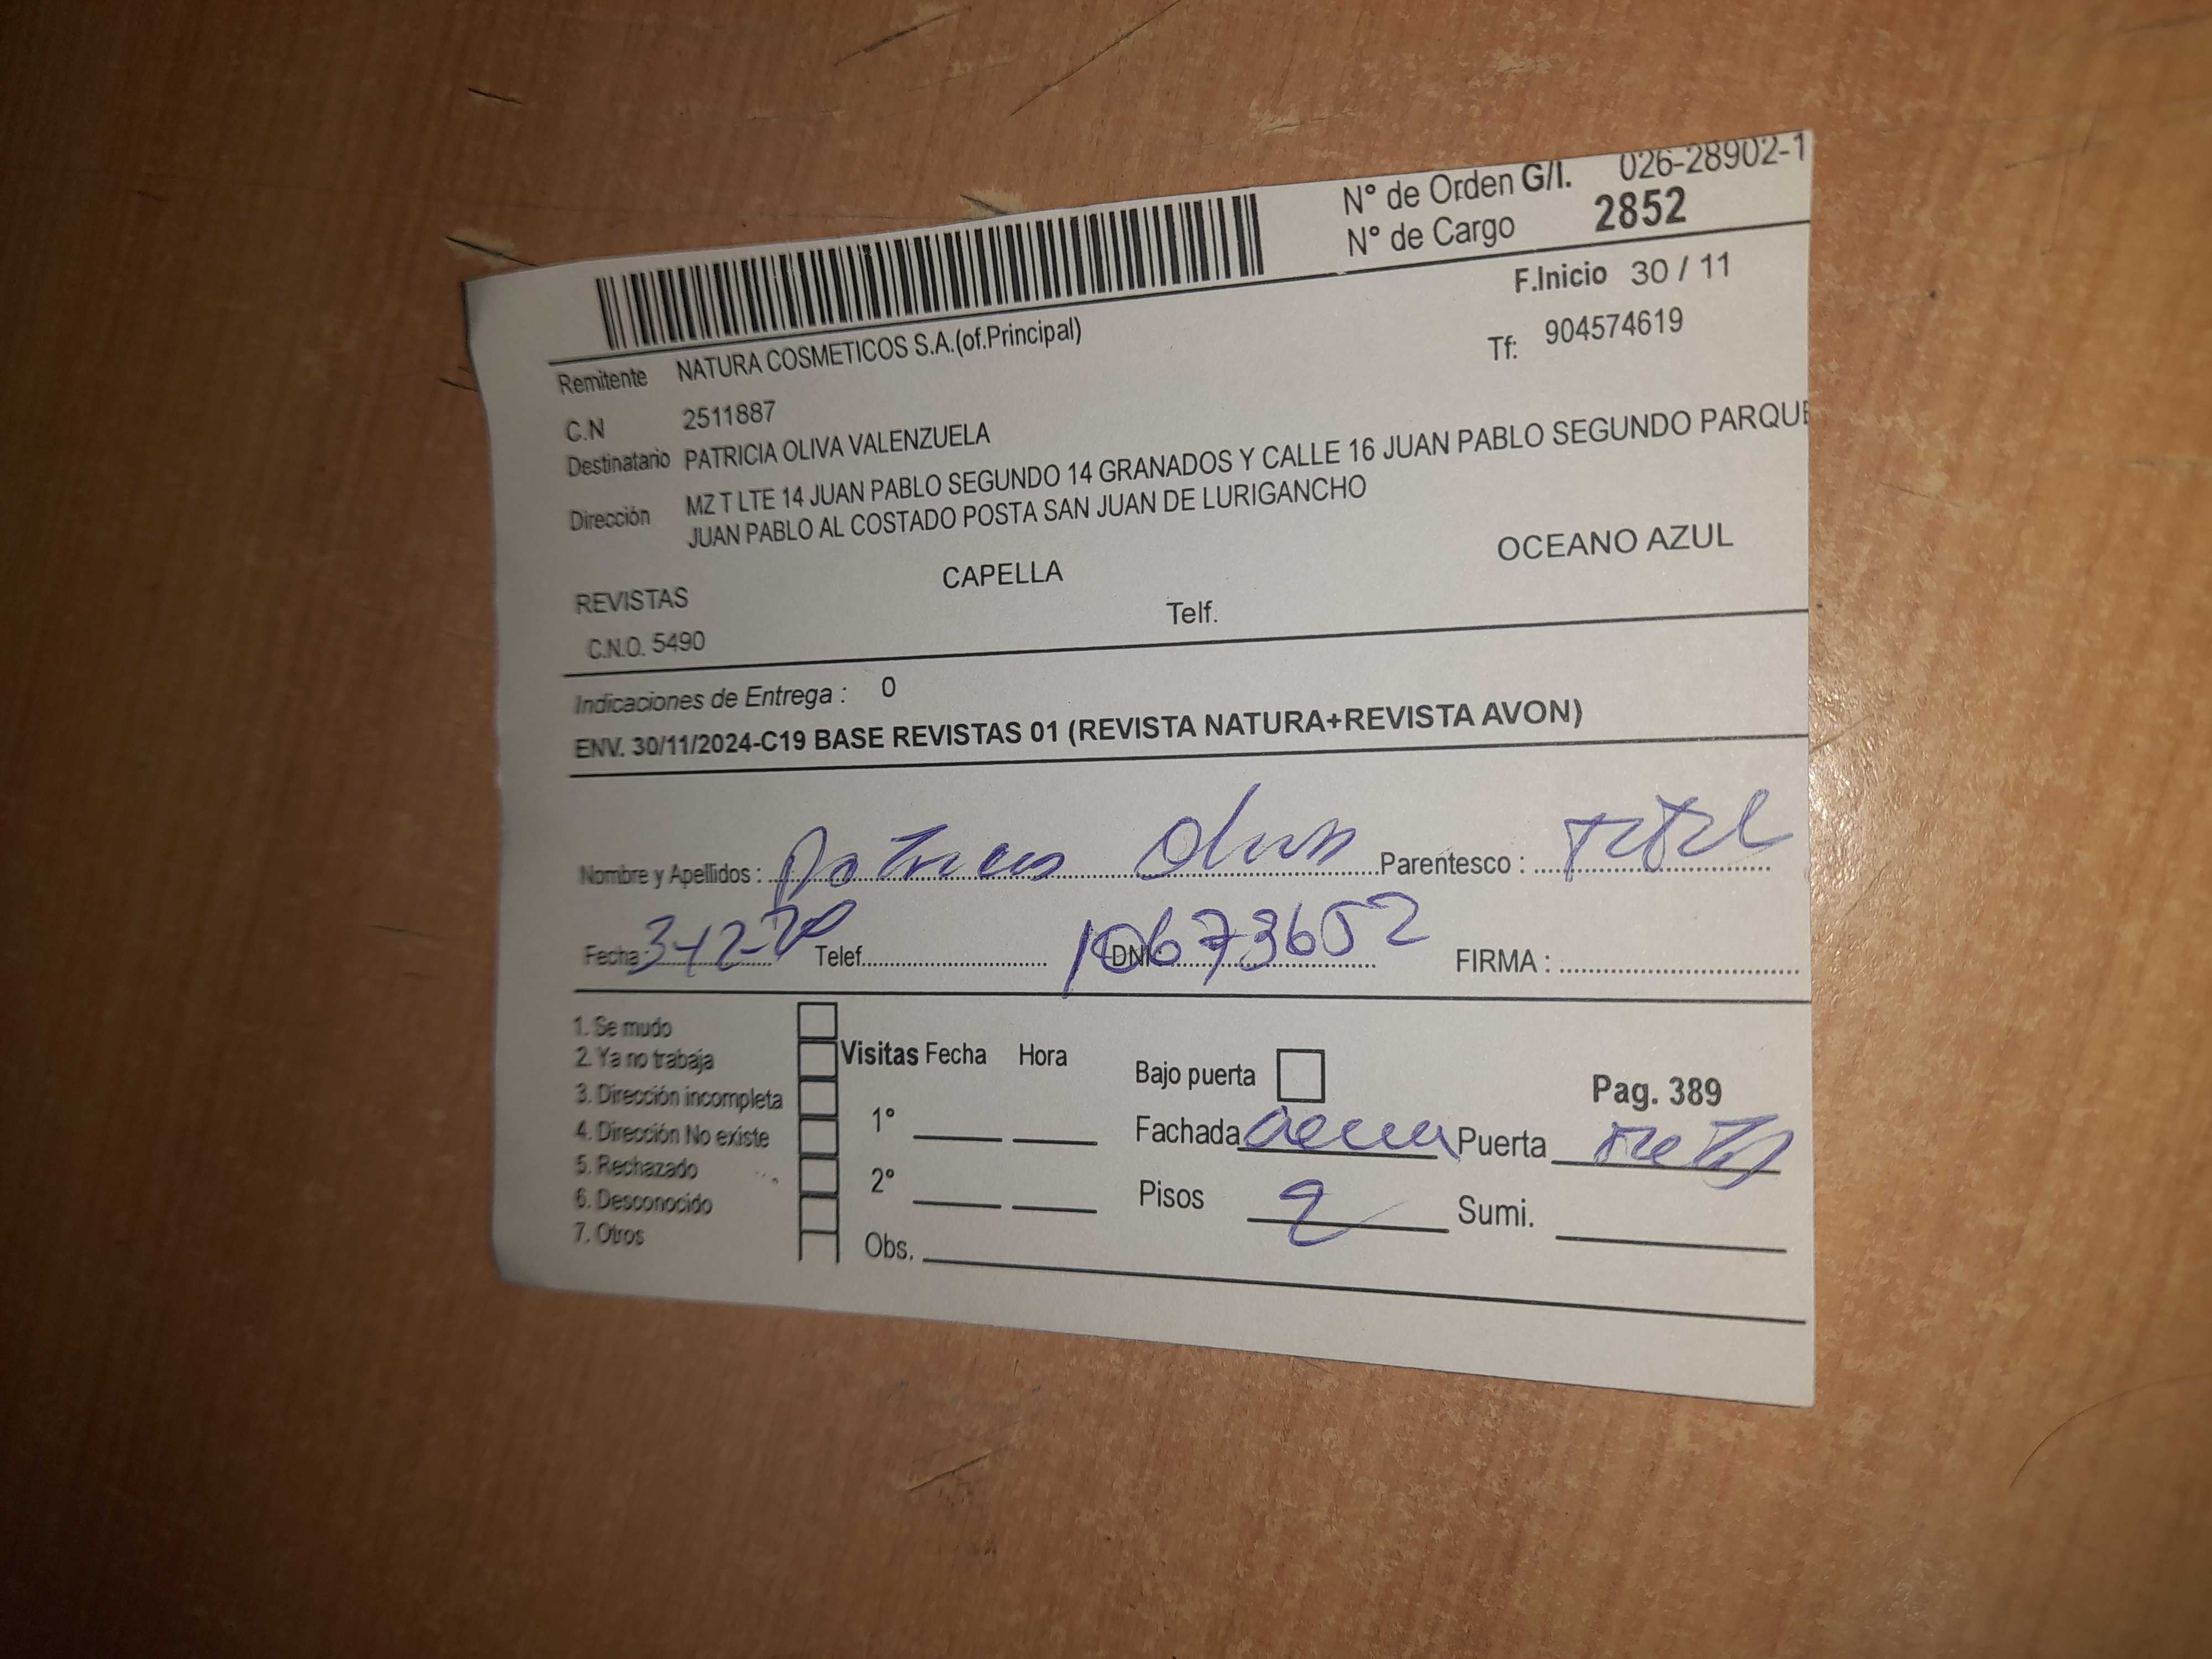 N° de Orden G/I. 026-28902-1
N° de Cargo 2852
F.Inicio 30 / 11
Remitente NATURA COSMETICOS S.A.(of.Principal)
Tf: 904574619
C.N 2511887
Destinatario PATRICIA OLIVA VALENZUELA
Dirección MZ T LTE 14 JUAN PABLO SEGUNDO 14 GRANADOS Y CALLE 16 JUAN PABLO SEGUNDO PARQUE
JUAN PABLO AL COSTADO POSTA SAN JUAN DE LURIGANCHO
REVISTAS CAPELLA OCEANO AZUL
C.N.O. 5490 Telf.
Indicaciones de Entrega : 0
ENV. 30/11/2024-C19 BASE REVISTAS 01 (REVISTA NATURA+REVISTA AVON)
Nombre y Apellidos : Patricia Oliva Parentesco :
Fecha 3-12- Telef. DNI 10673652 FIRMA :
1. Se mudo
2. Ya no trabaja
3. Dirección incompleta
4. Dirección No existe
5. Rechazado
6. Desconocido
7. Otros
Visitas Fecha Hora
1°
2°
Obs.
Bajo puerta
Pag. 389
Fachada Puerta
Pisos 2 Sumi.